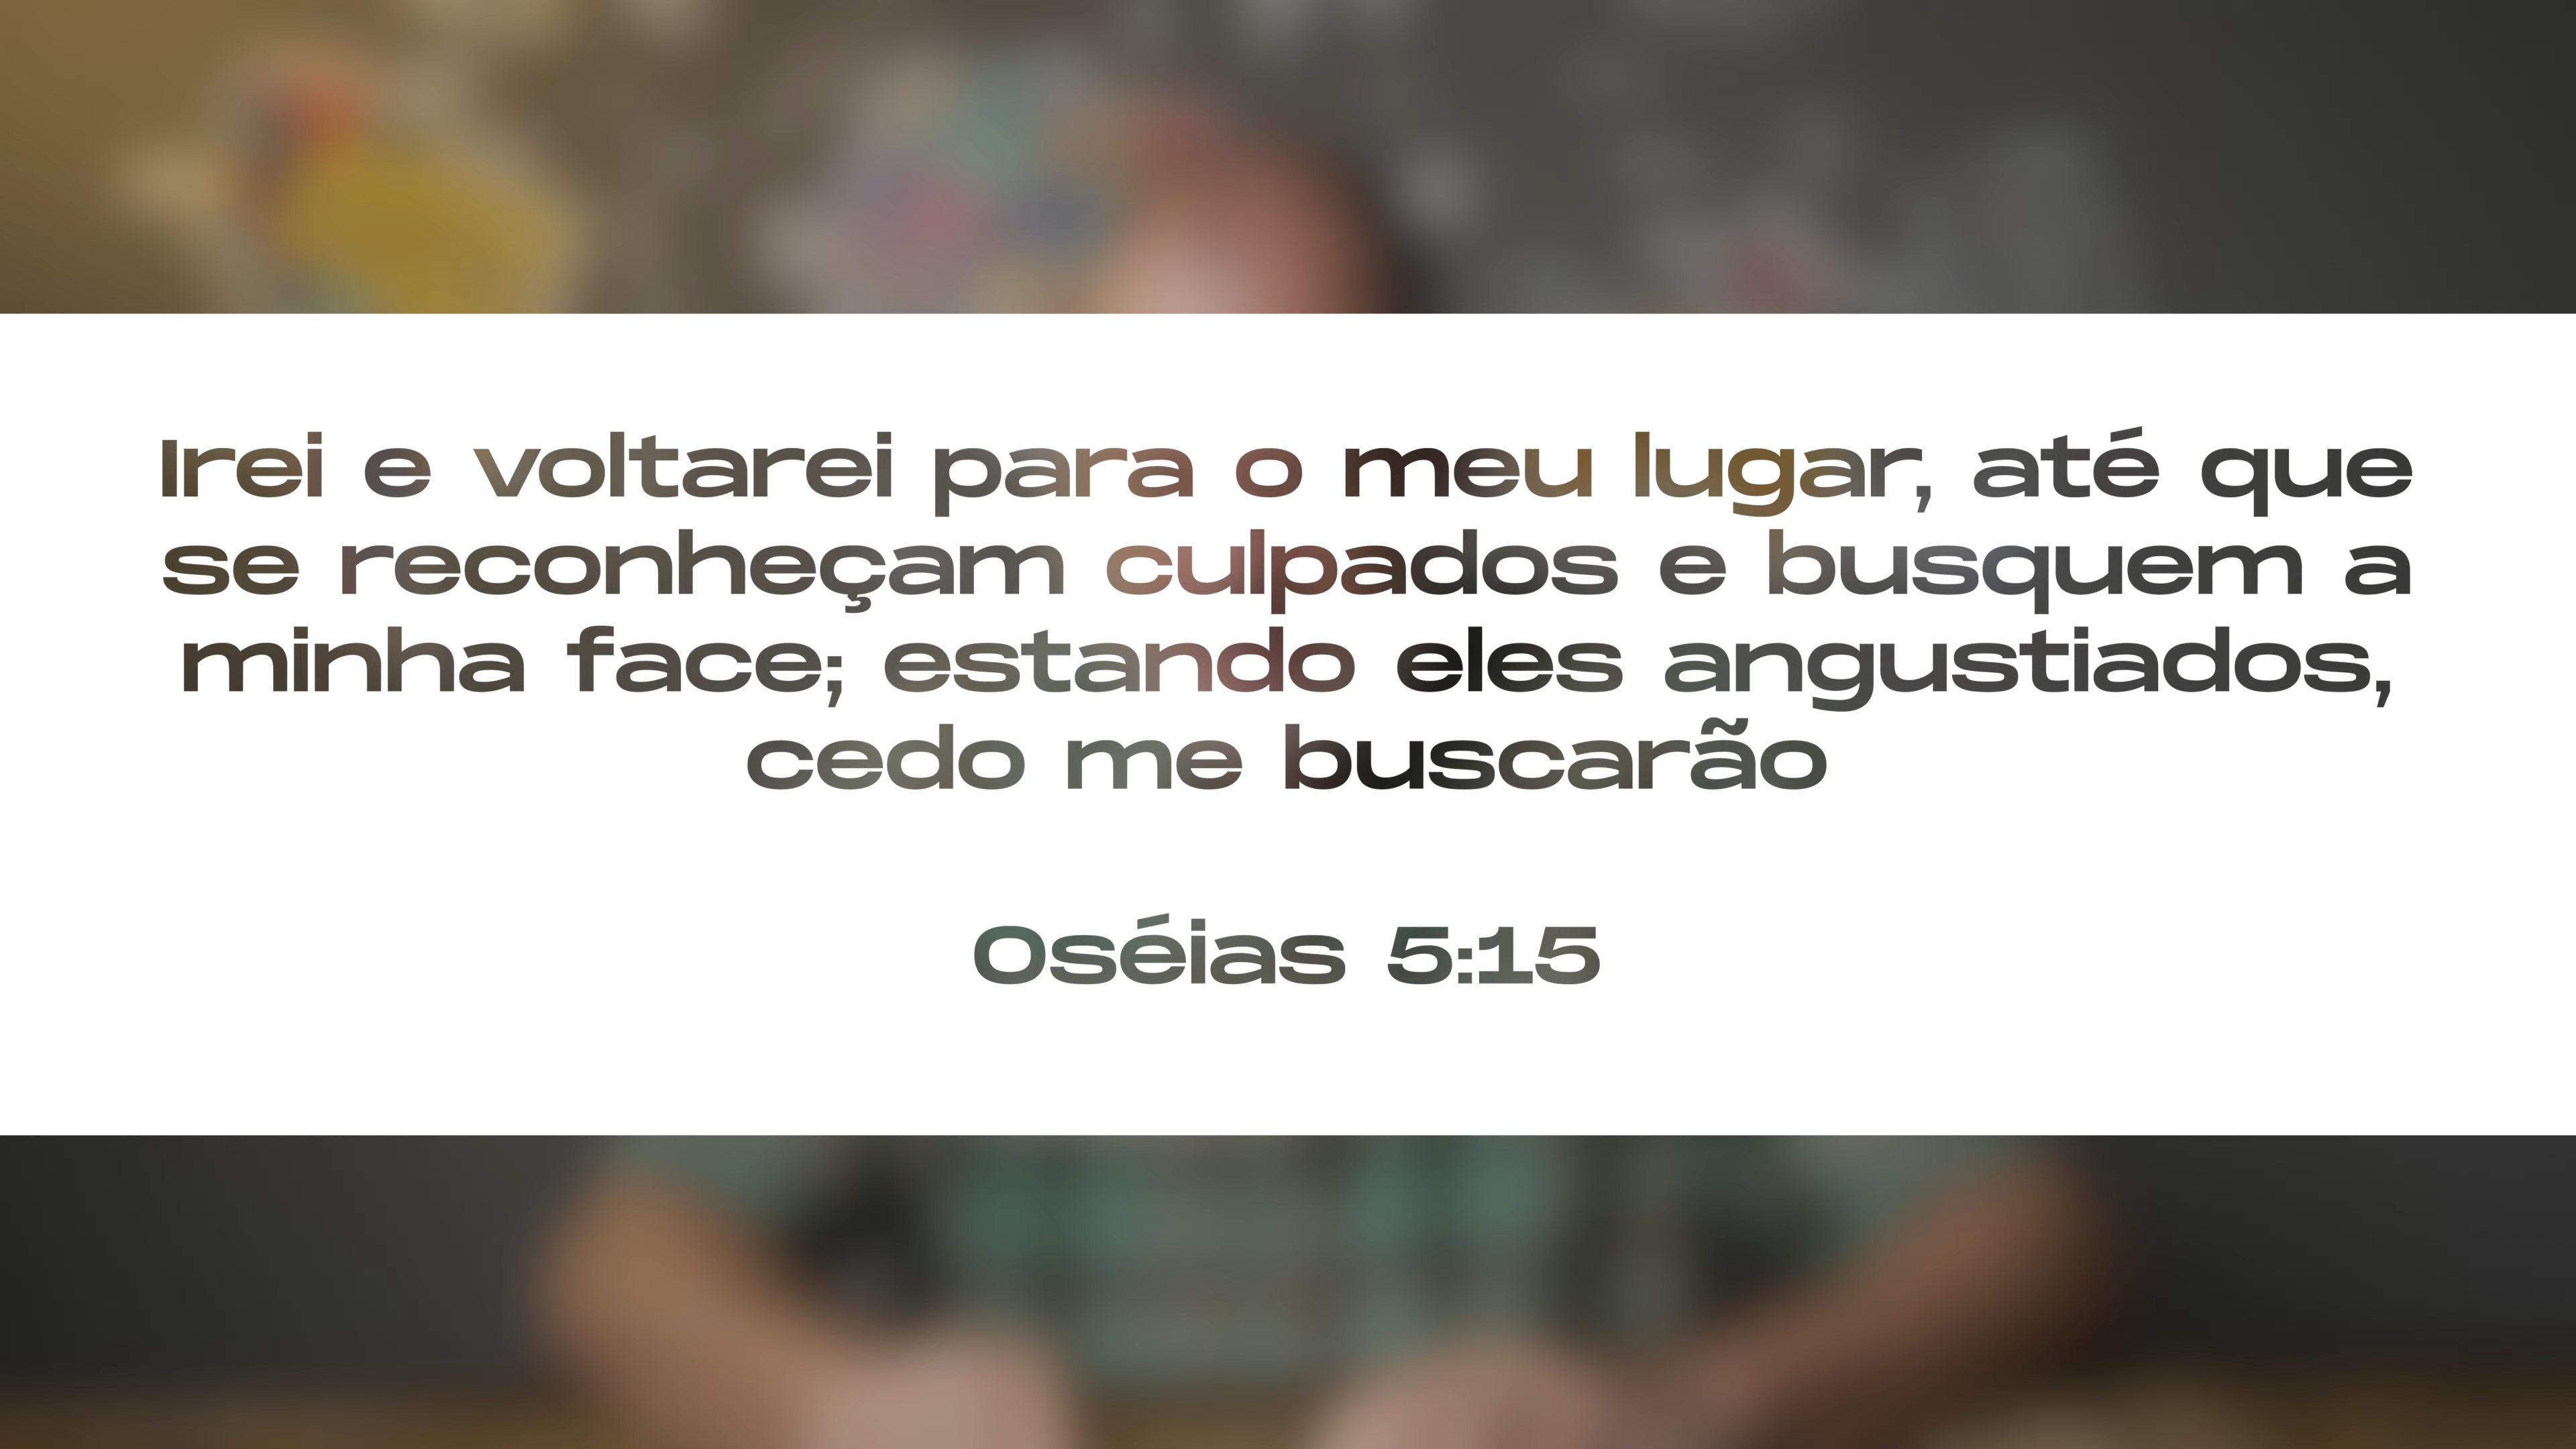 Irei e voltarei para o meu lugar, até que
se reconheçam culpados e busquem a
minha face; estando eles angustiados,
cedo me buscarão
Oséias 5:15